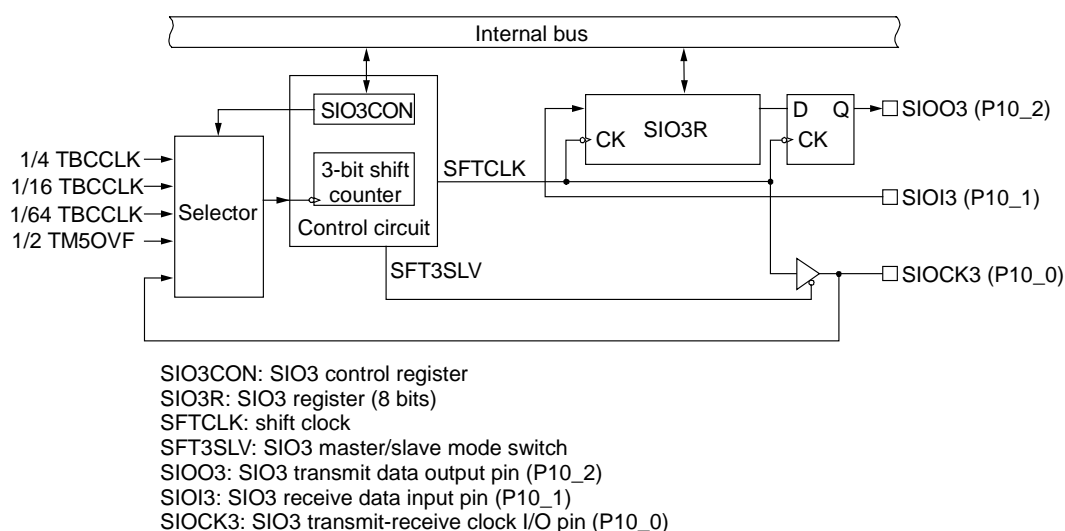 Internal bus
SIO3CON
SIO3R
CK
D Q
CK
SIOO3 (P10_2)
1/4 TBCCLK
1/16 TBCCLK
1/64 TBCCLK
1/2 TM5OVF
Selector
3-bit shift
counter
Control circuit
SFTCLK
SIOI3 (P10_1)
SFT3SLV
SIOCK3 (P10_0)
SIO3CON: SIO3 control register
SIO3R: SIO3 register (8 bits)
SFTCLK: shift clock
SFT3SLV: SIO3 master/slave mode switch
SIOO3: SIO3 transmit data output pin (P10_2)
SIOI3: SIO3 receive data input pin (P10_1)
SIOCK3: SIO3 transmit-receive clock I/O pin (P10_0)